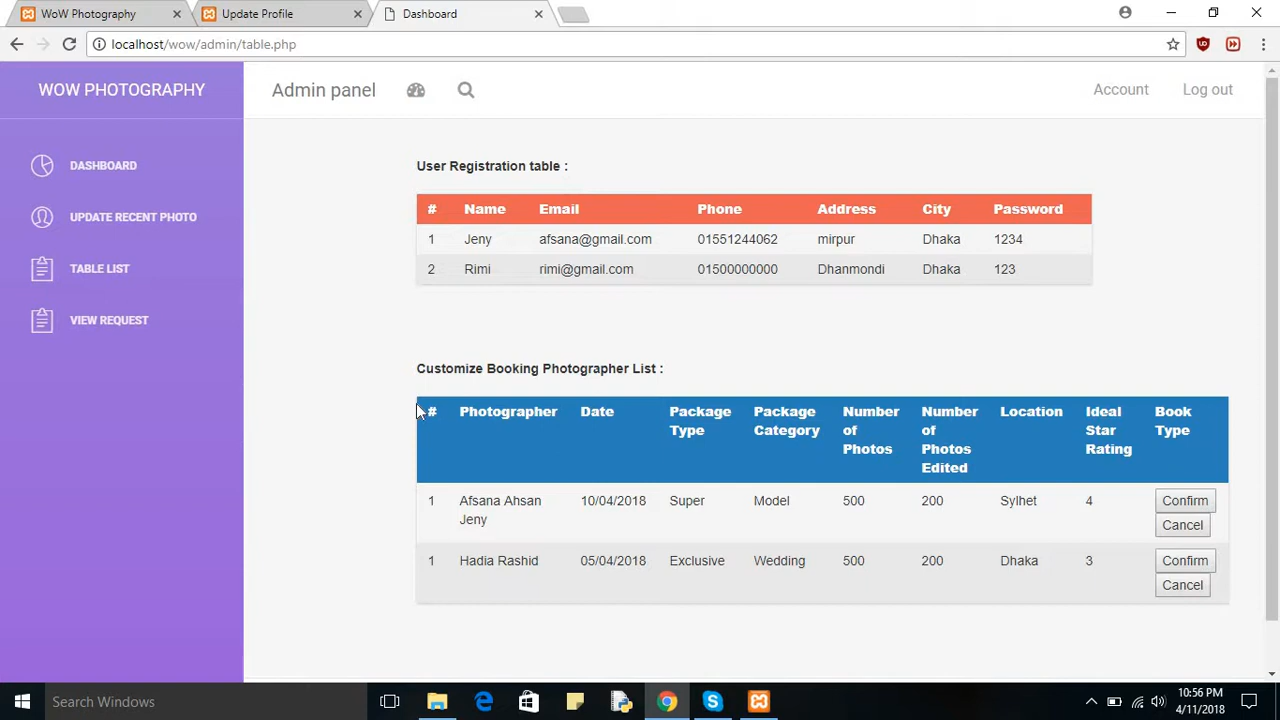 WoW Photography
Update Profile
Dashboard
localhost/wow/admin/table.php
WOW PHOTOGRAPHY
Admin panel
Account
Log out
DASHBOARD
UPDATE RECENT PHOTO
TABLE LIST
VIEW REQUEST
User Registration table :
# Name Email Phone Address City Password
1 Jeny afsana@gmail.com 01551244062 mirpur Dhaka 1234
2 Rimi rimi@gmail.com 01500000000 Dhanmondi Dhaka 123
Customize Booking Photographer List :
# Photographer Date Package Type Package Category Number of Photos Number of Photos Edited Location Ideal Star Rating Book Type
1 Afsana Ahsan Jeny 10/04/2018 Super Model 500 200 Sylhet 4 Confirm Cancel
1 Hadia Rashid 05/04/2018 Exclusive Wedding 500 200 Dhaka 3 Confirm Cancel
Search Windows
10:56 PM
4/11/2018